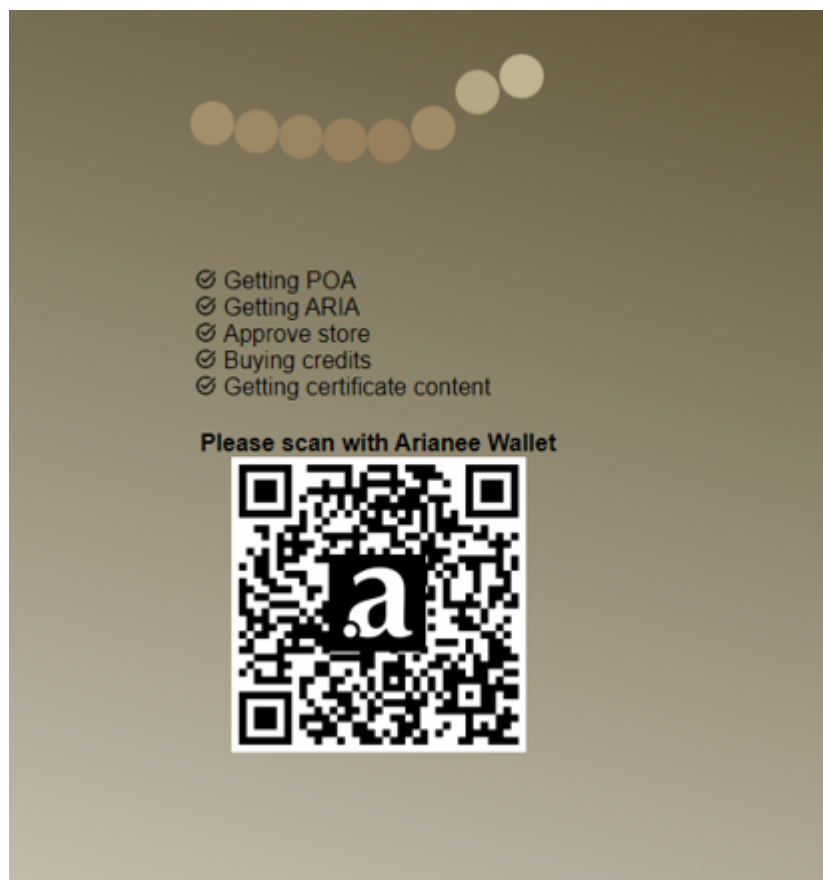 Getting POA
Getting ARIA
Approve store
Buying credits
Getting certificate content
Please scan with Arianee Wallet
a